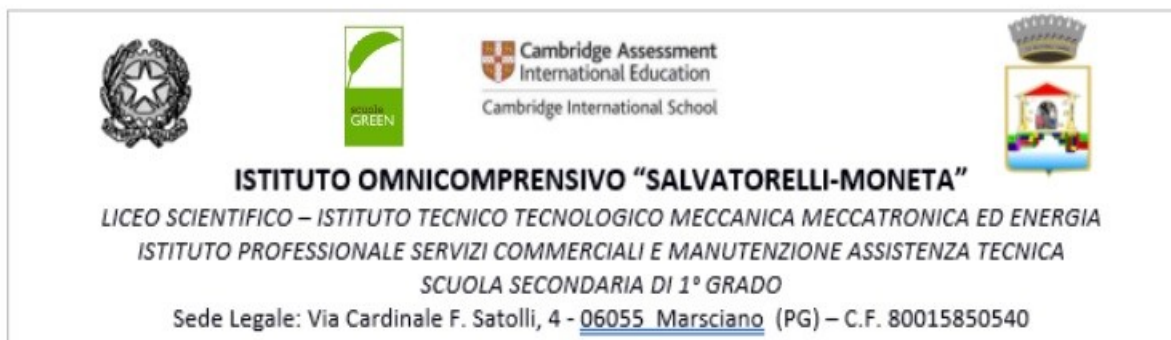 scuole
GREEN
Cambridge Assessment
International Education
Cambridge International School
ISTITUTO OMNICOMPRENSIVO “SALVATORELLI-MONETA”
LICEO SCIENTIFICO – ISTITUTO TECNICO TECNOLOGICO MECCANICA MECCATRONICA ED ENERGIA
ISTITUTO PROFESSIONALE SERVIZI COMMERCIALI E MANUTENZIONE ASSISTENZA TECNICA
SCUOLA SECONDARIA DI 1° GRADO
Sede Legale: Via Cardinale F. Satolli, 4 - 06055 Marsciano (PG) – C.F. 80015850540